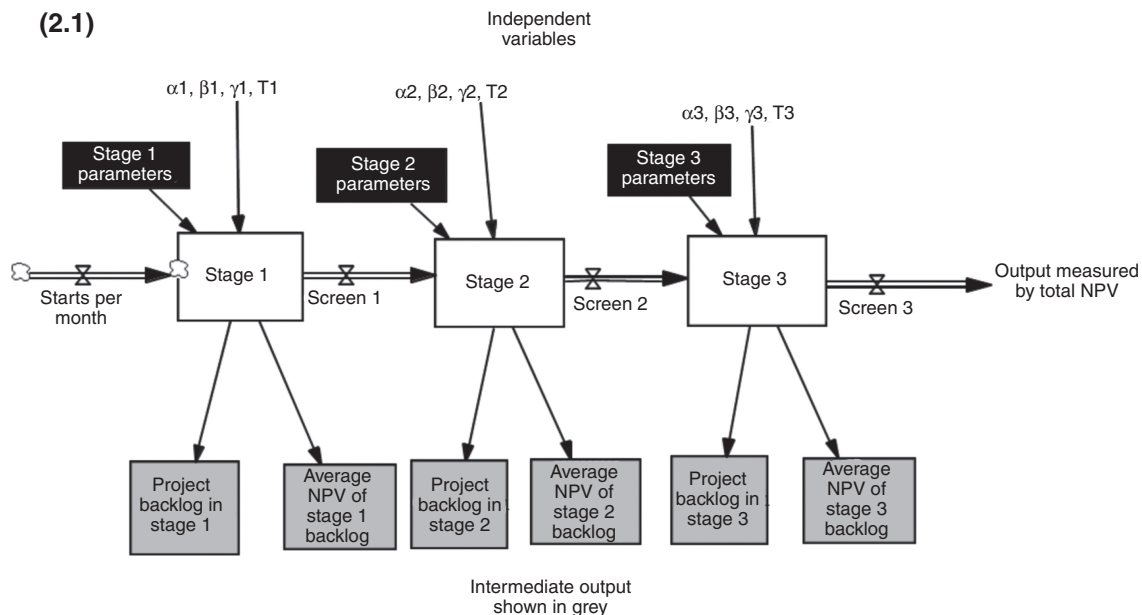 (2.1)
Independent
variables
α1, β1, γ1, T1
α2, β2, γ2, T2
α3, β3, γ3, T3
Stage 1
parameters
Stage 2
parameters
Stage 3
parameters
Starts per
month
Stage 1
Screen 1
Stage 2
Screen 2
Stage 3
Screen 3
Output measured
by total NPV
Project
backlog in
stage 1
Average
NPV of
stage 1
backlog
Project
backlog in
stage 2
Average
NPV of
stage 2
backlog
Project
backlog in
stage 3
Average
NPV of
stage 3
backlog
Intermediate output
shown in grey